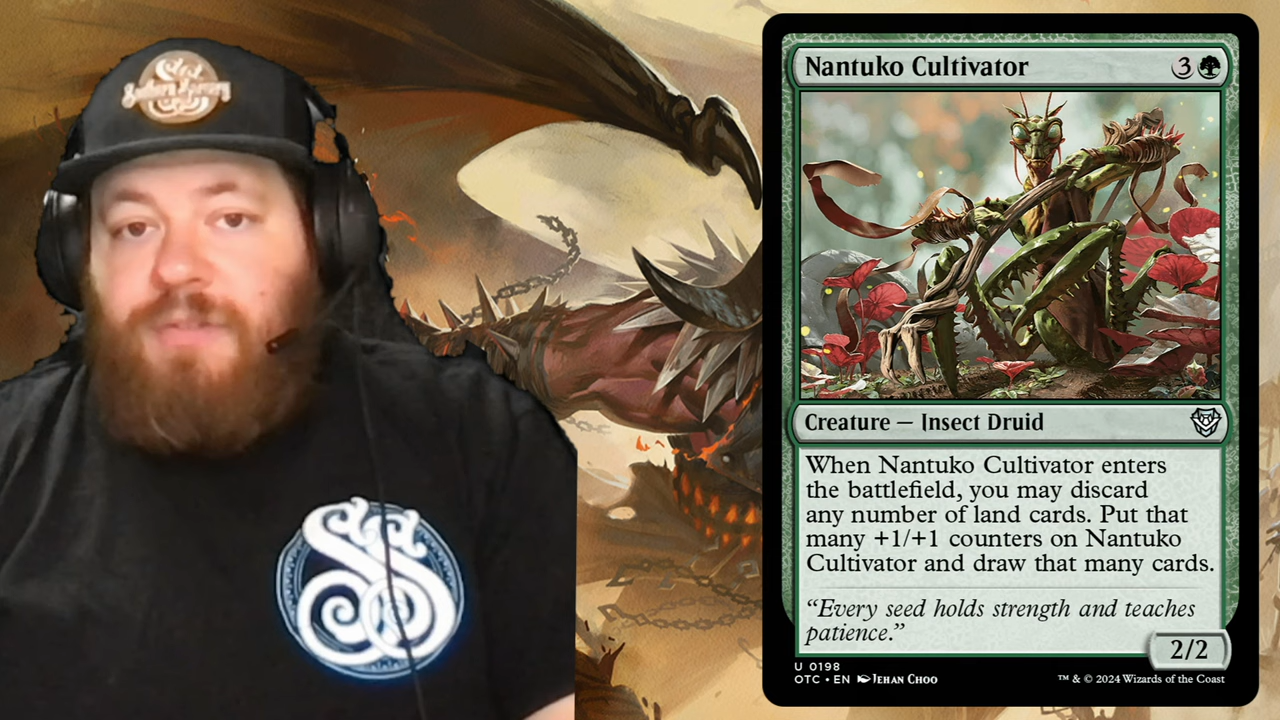 Nantuko Cultivator 3
Creature — Insect Druid
When Nantuko Cultivator enters
the battlefield, you may discard
any number of land cards. Put that
many +1/+1 counters on Nantuko
Cultivator and draw that many cards.
“Every seed holds strength and teaches
patience.”
2/2
U 0198
OTC • EN JEHAN CHOO
™ & © 2024 Wizards of the Coast